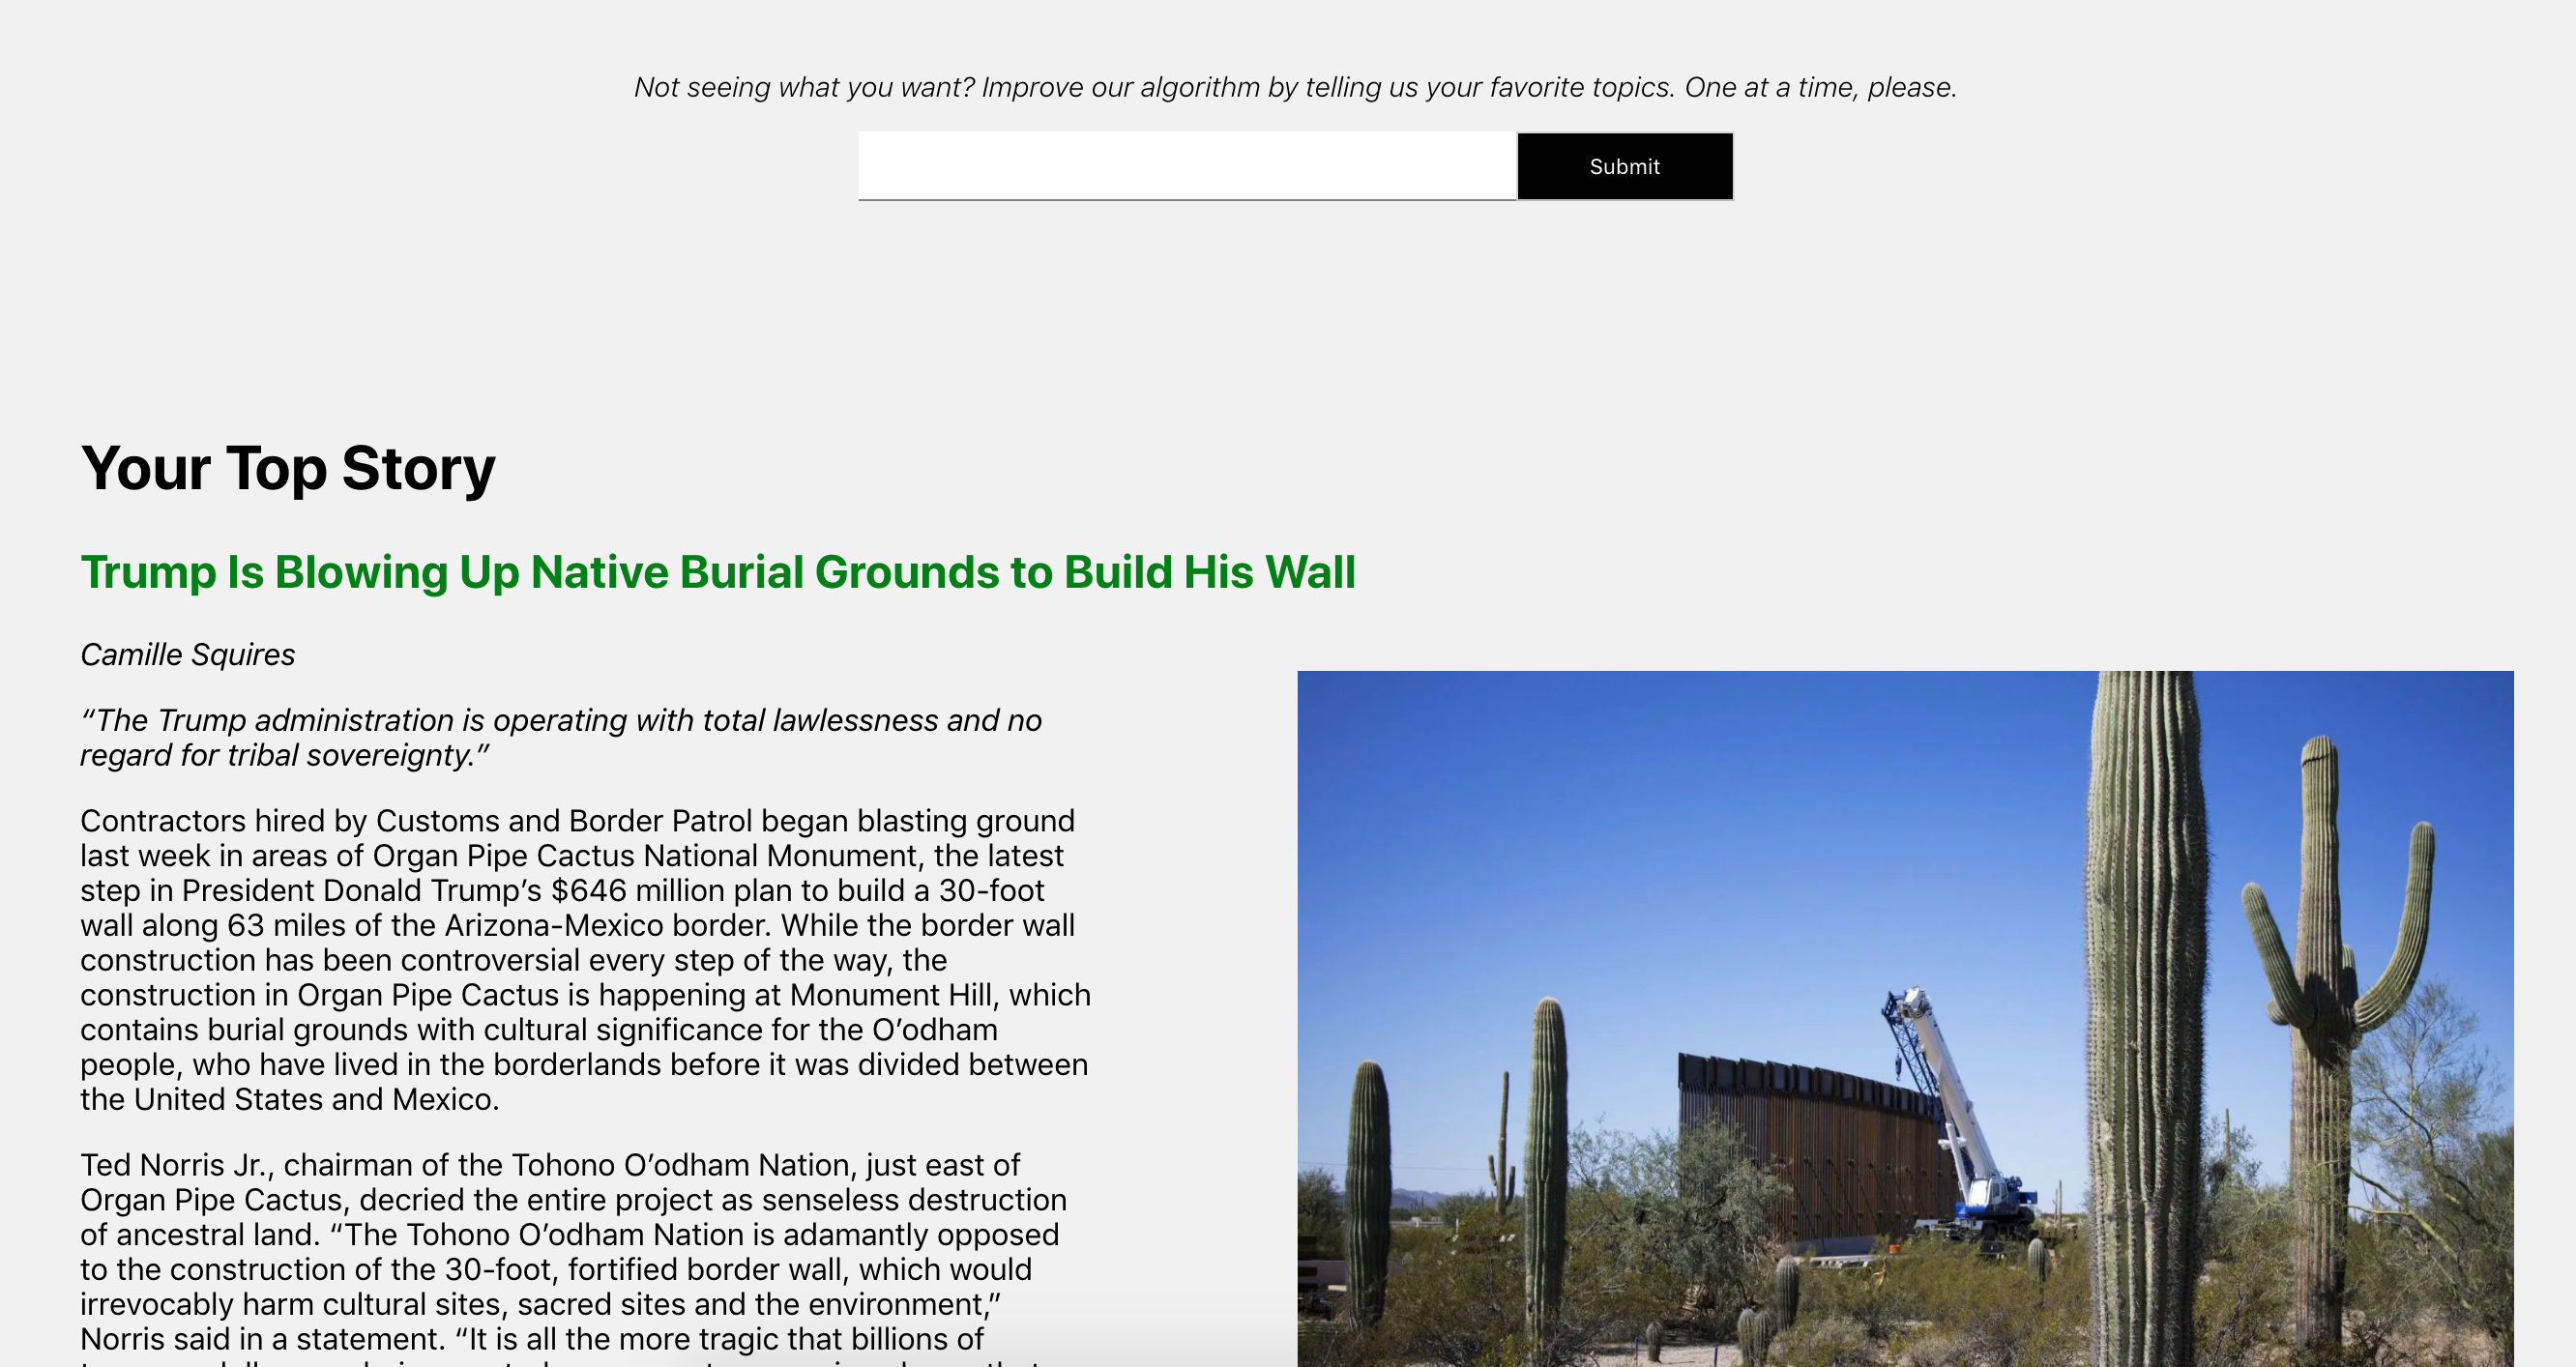 Not seeing what you want? Improve our algorithm by telling us your favorite topics. One at a time, please.
Submit
Your Top Story
Trump Is Blowing Up Native Burial Grounds to Build His Wall
Camille Squires
“The Trump administration is operating with total lawlessness and no
regard for tribal sovereignty.”
Contractors hired by Customs and Border Patrol began blasting ground
last week in areas of Organ Pipe Cactus National Monument, the latest
step in President Donald Trump’s $646 million plan to build a 30-foot
wall along 63 miles of the Arizona-Mexico border. While the border wall
construction has been controversial every step of the way, the
construction in Organ Pipe Cactus is happening at Monument Hill, which
contains burial grounds with cultural significance for the O’odham
people, who have lived in the borderlands before it was divided between
the United States and Mexico.
Ted Norris Jr., chairman of the Tohono O’odham Nation, just east of
Organ Pipe Cactus, decried the entire project as senseless destruction
of ancestral land. “The Tohono O’odham Nation is adamantly opposed
to the construction of the 30-foot, fortified border wall, which would
irrevocably harm cultural sites, sacred sites and the environment,”
Norris said in a statement. “It is all the more tragic that billions of